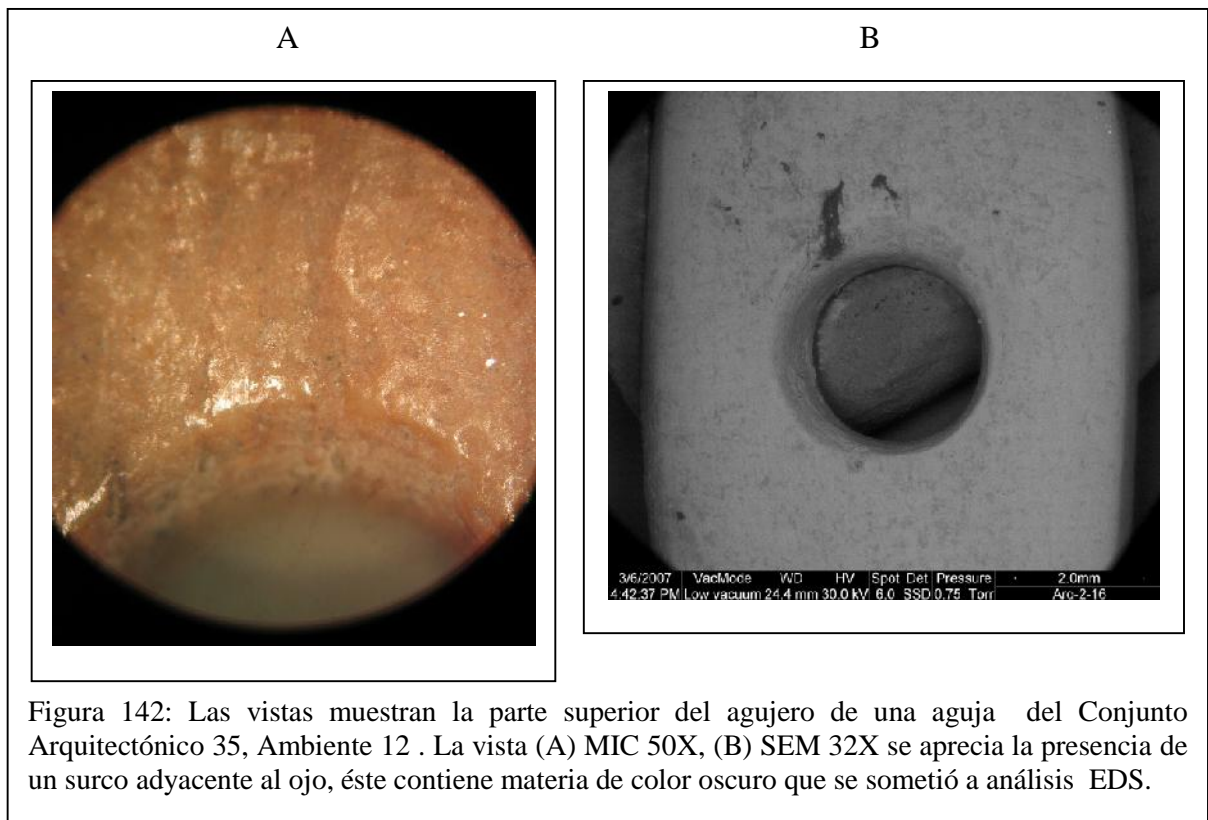 A
B
3/6/2007 VacMode WD HV Spot Det Pressure 2.0mm
4:42:37 PM Low vacuum 24.4 mm 30.0 kV 6.0 SSD 0.75 Torr Arc-2-16
Figura 142: Las vistas muestran la parte superior del agujero de una aguja del Conjunto
Arquitectónico 35, Ambiente 12 . La vista (A) MIC 50X, (B) SEM 32X se aprecia la presencia de
un surco adyacente al ojo, éste contiene materia de color oscuro que se sometió a análisis EDS.